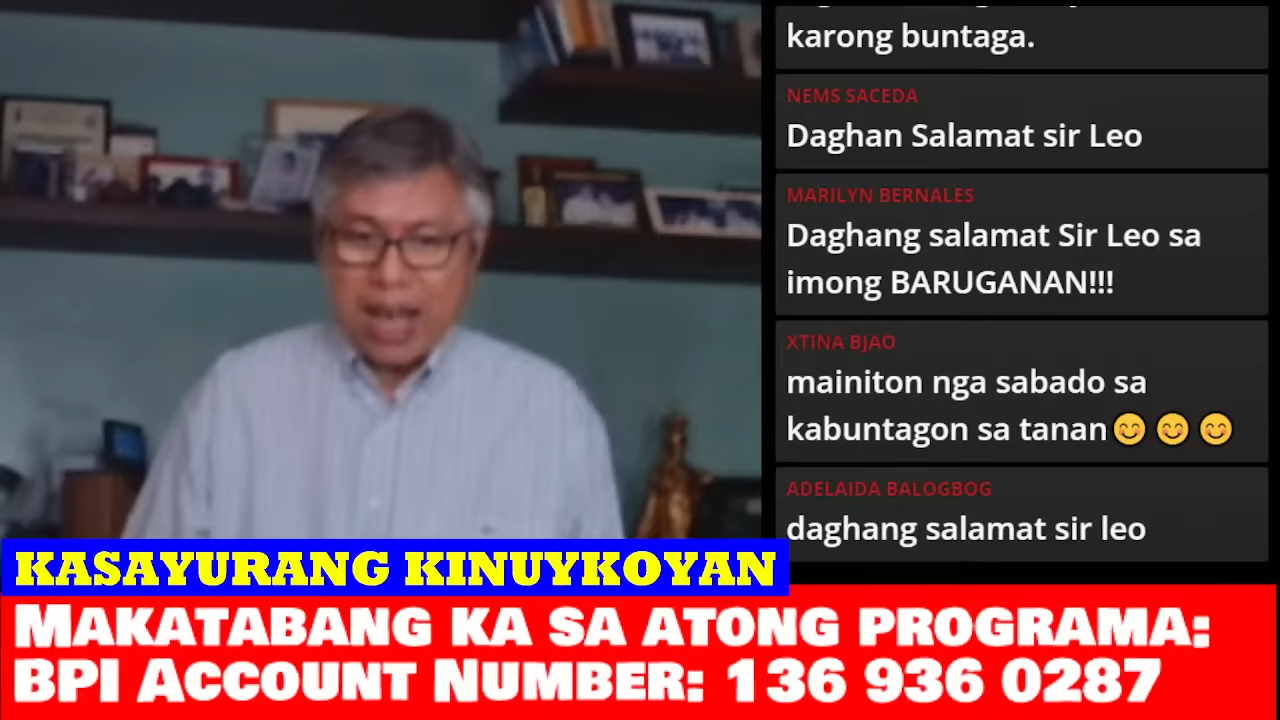 karong buntaga.
NEMS SACEDA
Daghan Salamat sir Leo
MARILYN BERNALES
Daghang salamat Sir Leo sa
imong BARUGANAN!!!
XTINA BJAO
mainiton nga sabado sa
kabuntagon sa tanan😊😊😊
ADELAIDA BALOGBOG
daghang salamat sir leo
KASAYURANG KINUYKOYAN
MAKATABANG KA SA ATONG PROGRAMA:
BPI ACCOUNT NUMBER: 136 936 0287